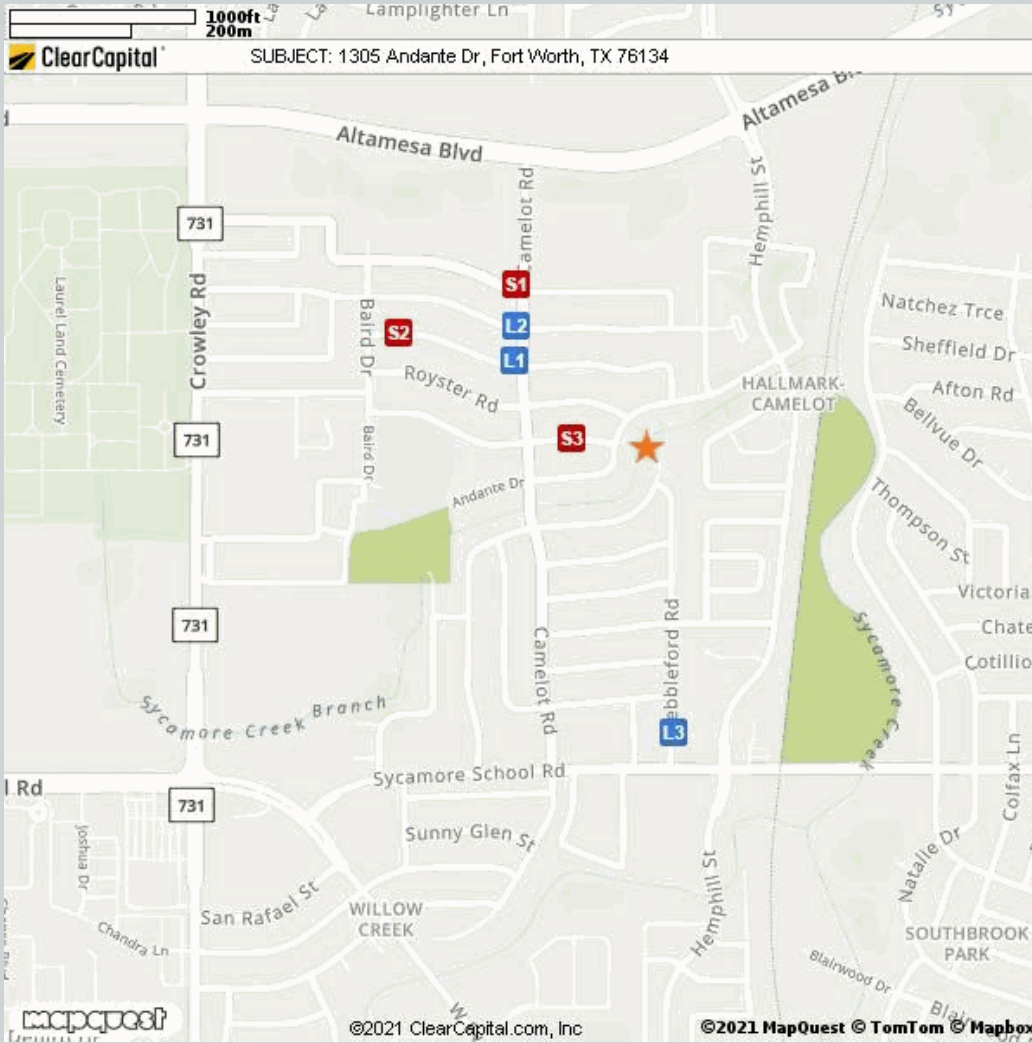 1000ft
200m
Lamplighter Ln
ClearCapital
SUBJECT: 1305 Andante Dr, Fort Worth, TX 76134
Altamesa Blvd
Altamesa
Camelot Rd
Hemphill St
731
Laurel Land Cemetery
Crowley Rd
Baird Dr
S1
S2
L2
L1
Natchez Trce
Sheffield Dr
Royster Rd
HALLMARK-
CAMELOT
Afton Rd
Bellvue Dr
731
Baird Dr
S3
Andante Dr
Thompson St
Victoria
731
Camelot Rd
ebbleford Rd
Sycamore Creek
Chate
Cotillio
Sycamore Creek Branch
L3
l Rd
Sycamore School Rd
731
Colfax Ln
Joshua Dr
Sunny Glen St
Natalie Dr
San Rafael St
WILLOW
CREEK
Hemphill St
Chandra Ln
SOUTHBROOK
PARK
Blairwood Dr
mapquest
©2021 ClearCapital.com, Inc
©2021 MapQuest © TomTom © Mapbox